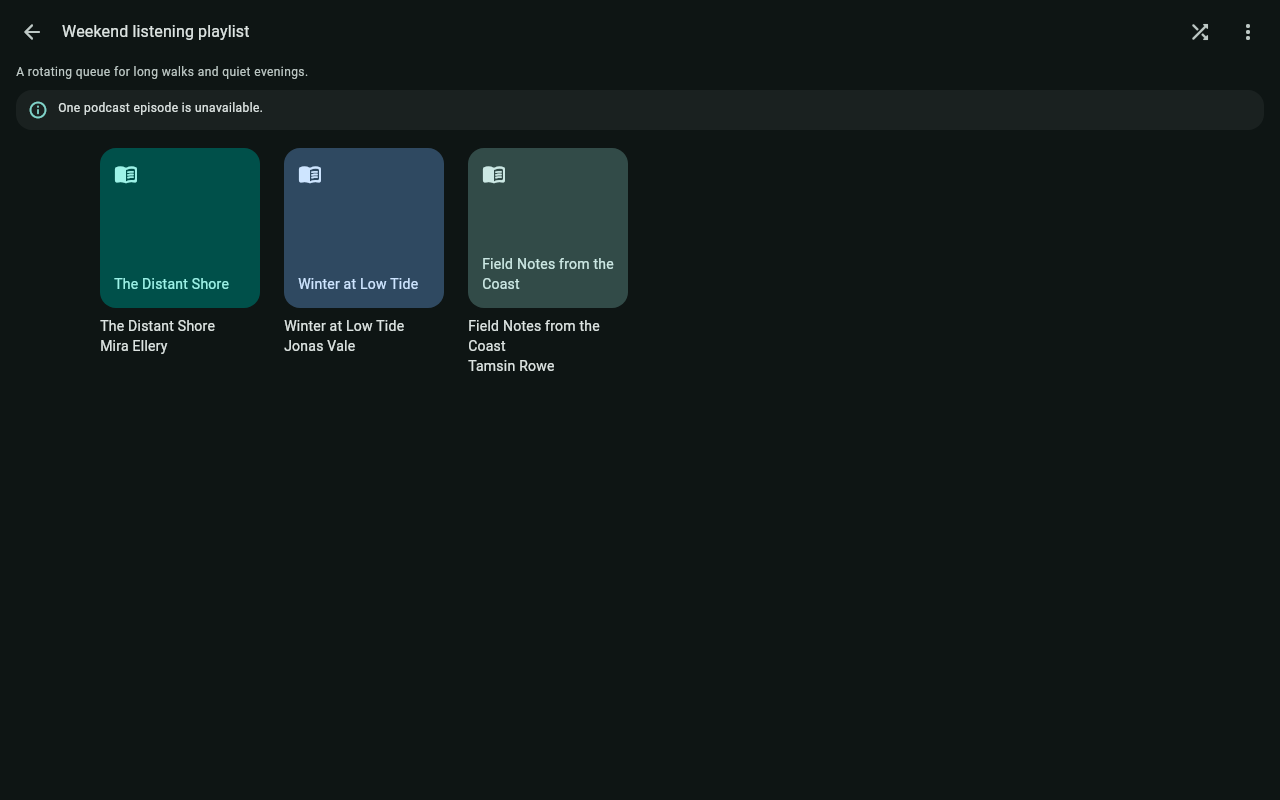 Weekend listening playlist
A rotating queue for long walks and quiet evenings.
One podcast episode is unavailable.
The Distant Shore
The Distant Shore
Mira Ellery
Winter at Low Tide
Winter at Low Tide
Jonas Vale
Field Notes from the
Coast
Field Notes from the
Coast
Tamsin Rowe